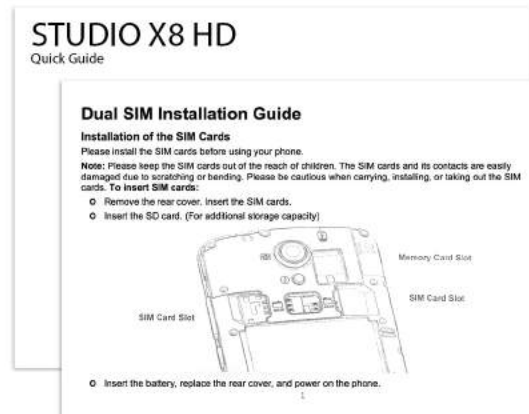 STUDIO X8 HD
Quick Guide
Dual SIM Installation Guide
Installation of the SIM Cards
Please install the SIM cards before using your phone.
Note: Please keep the SIM cards out of the reach of children. The SIM cards and its contacts are easily
damaged due to scratching or bending. Please be cautious when carrying, installing, or taking out the SIM
cards. To insert SIM cards:
O Remove the rear cover. Insert the SIM cards.
O Insert the SD card. (For additional storage capacity)
Memory Card Slot
SIM Card Slot
SIM Card Slot
O Insert the battery, replace the rear cover, and power on the phone.
1